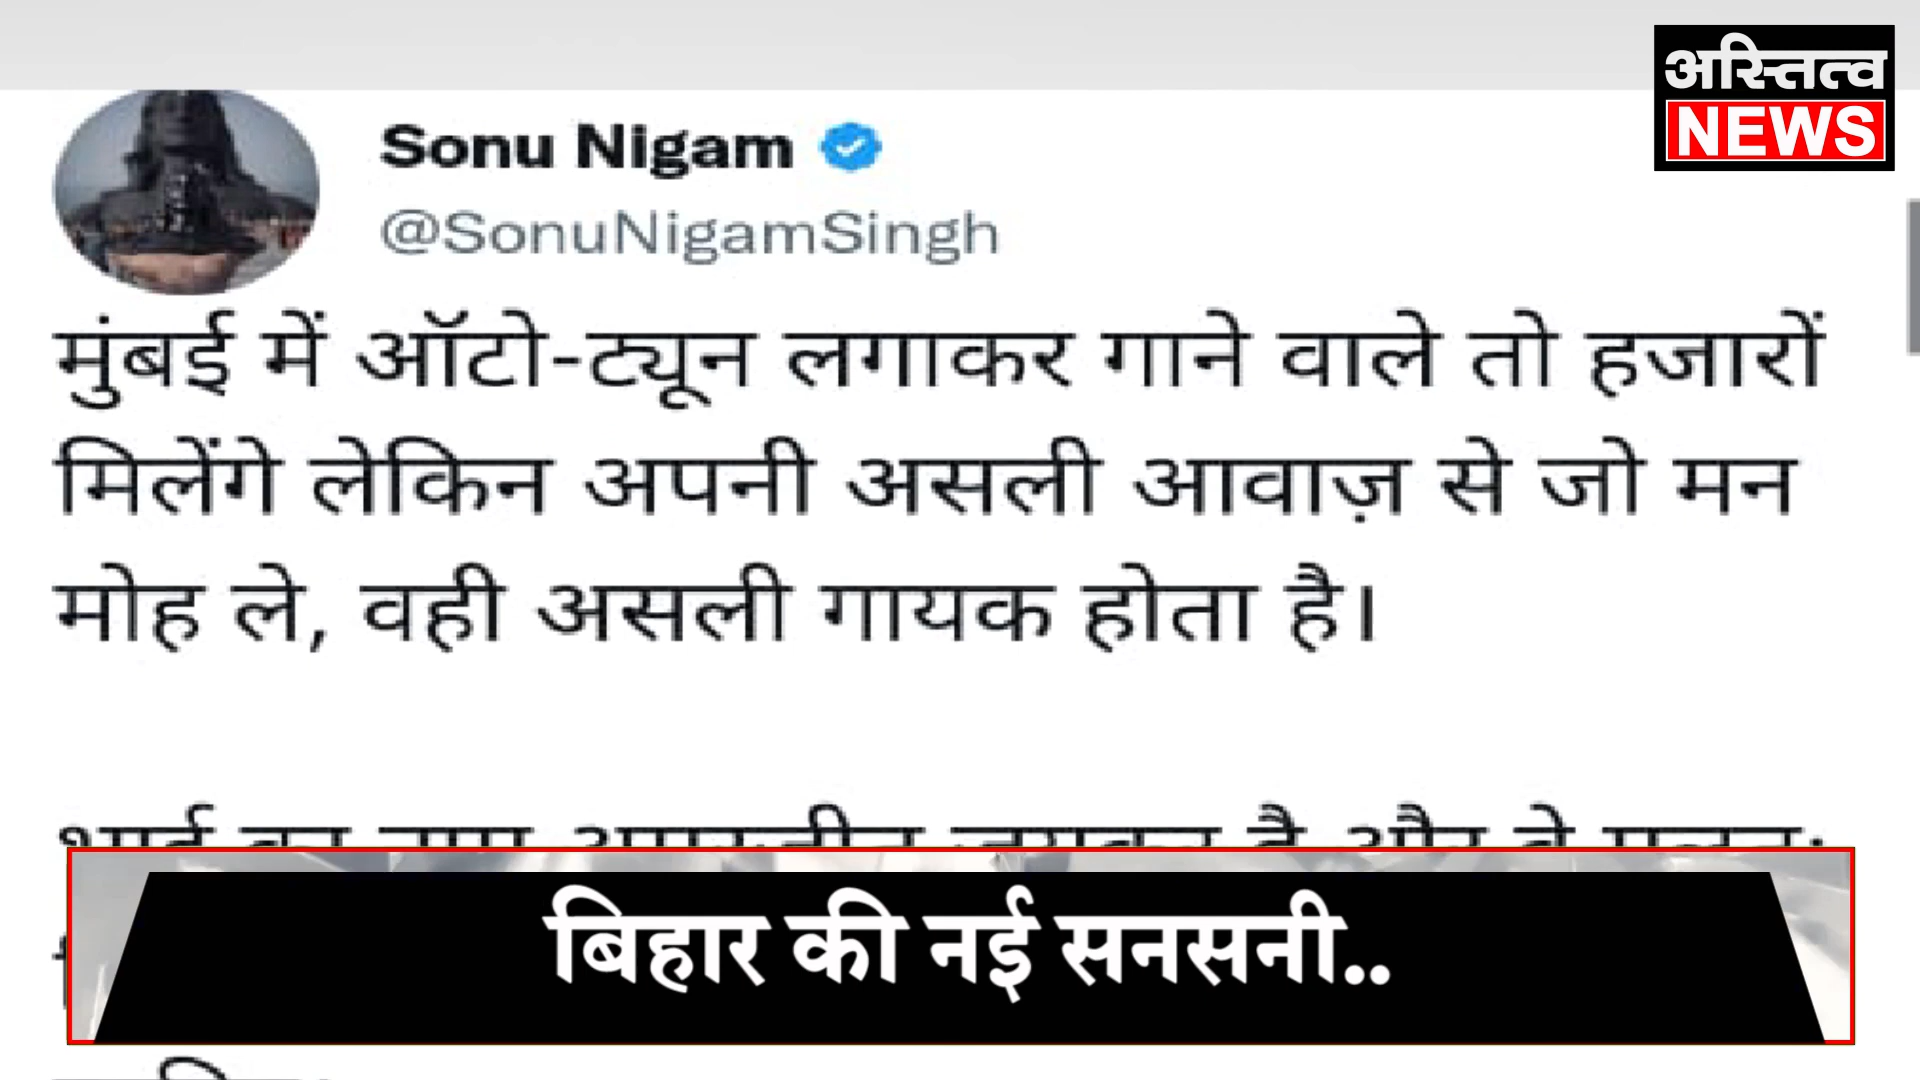 अस्तित्व
NEWS
Sonu Nigam
@SonuNigamSingh
मुंबई में ऑटो-ट्यून लगाकर गाने वाले तो हजारों
मिलेंगे लेकिन अपनी असली आवाज़ से जो मन
मोह ले, वही असली गायक होता है।
बिहार की नई सनसनी..